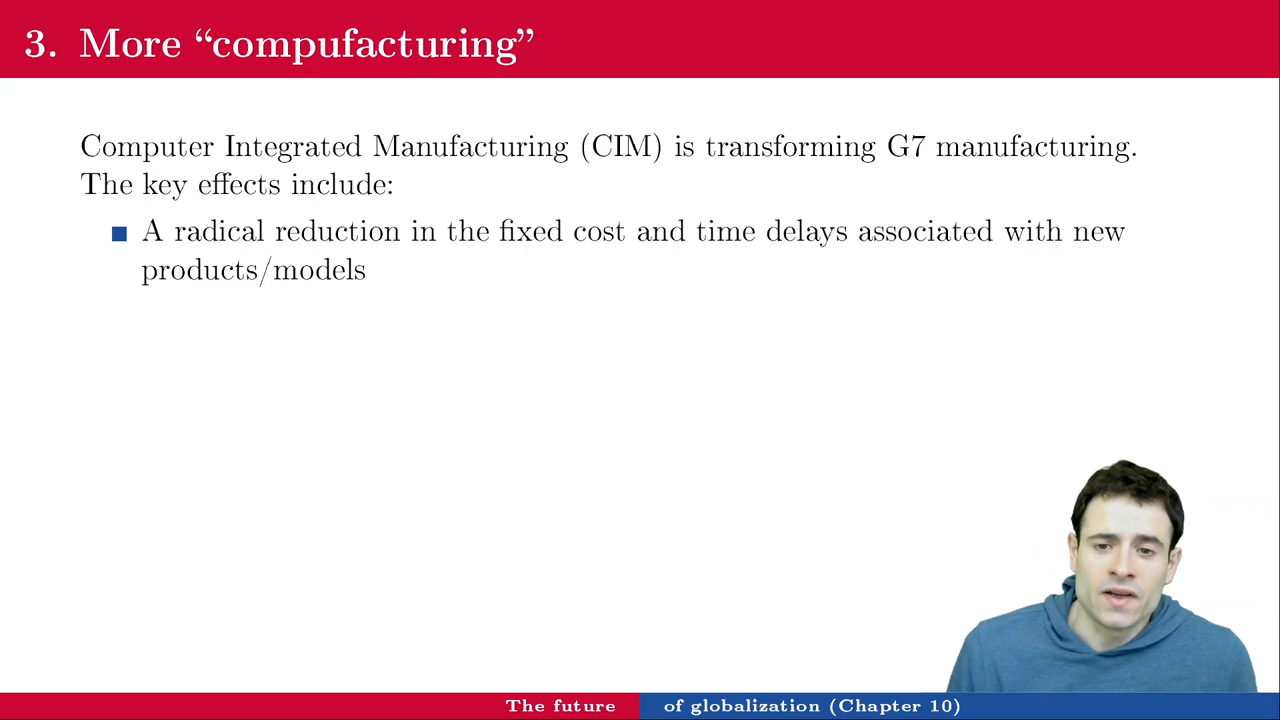 3. More “compufacturing”
Computer Integrated Manufacturing (CIM) is transforming G7 manufacturing.
The key effects include:
■ A radical reduction in the fixed cost and time delays associated with new
products/models
The future of globalization (Chapter 10)